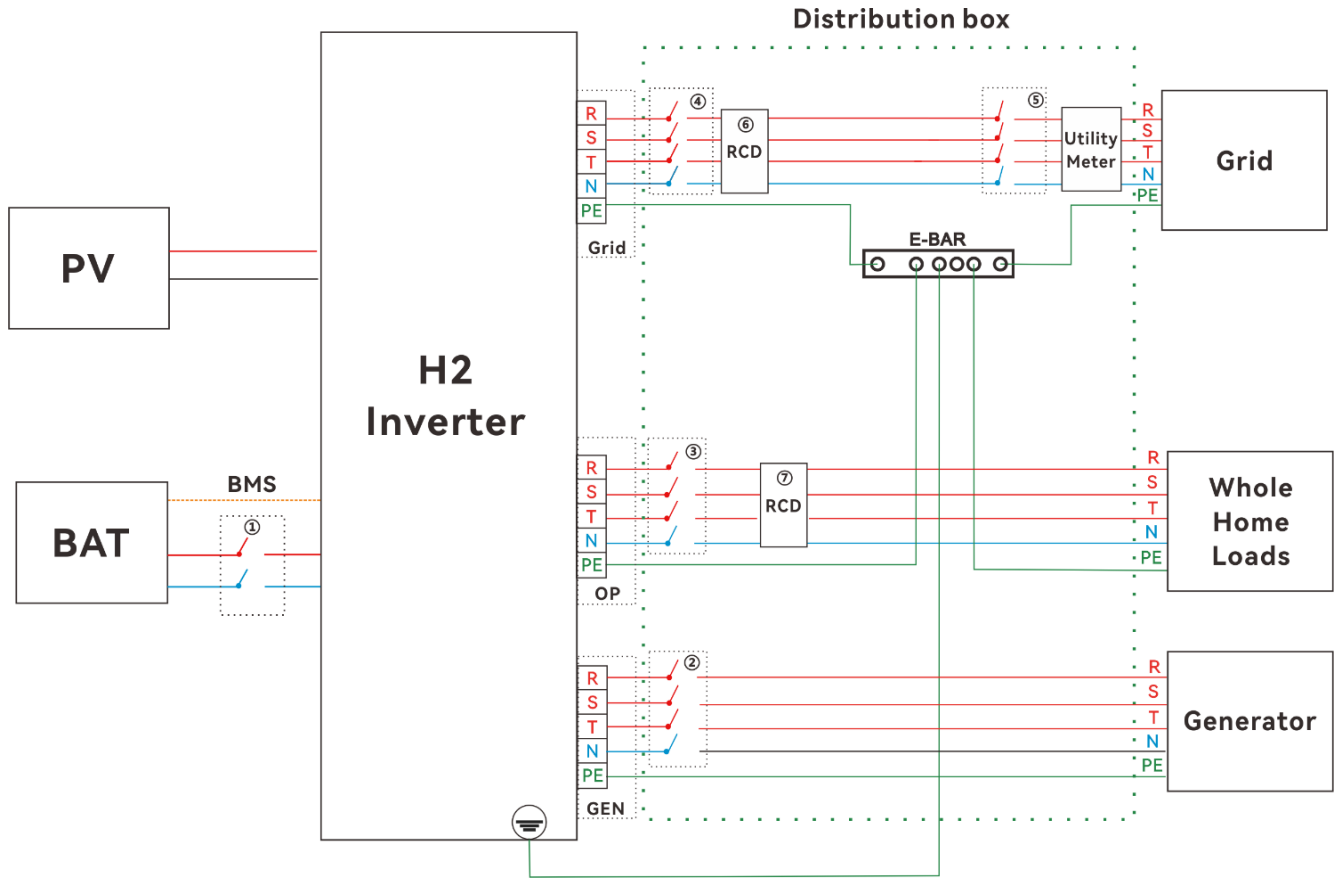 Distribution box
R
S
T
N
PE
Grid
④
⑥
RCD
⑤
Utility
Meter
R
S
T
N
PE
Grid
E-BAR
PV
H2
Inverter
BMS
BAT
①
R
S
T
N
PE
OP
③
⑦
RCD
R
S
T
N
PE
Whole
Home
Loads
R
S
T
N
PE
GEN
②
R
S
T
N
PE
Generator